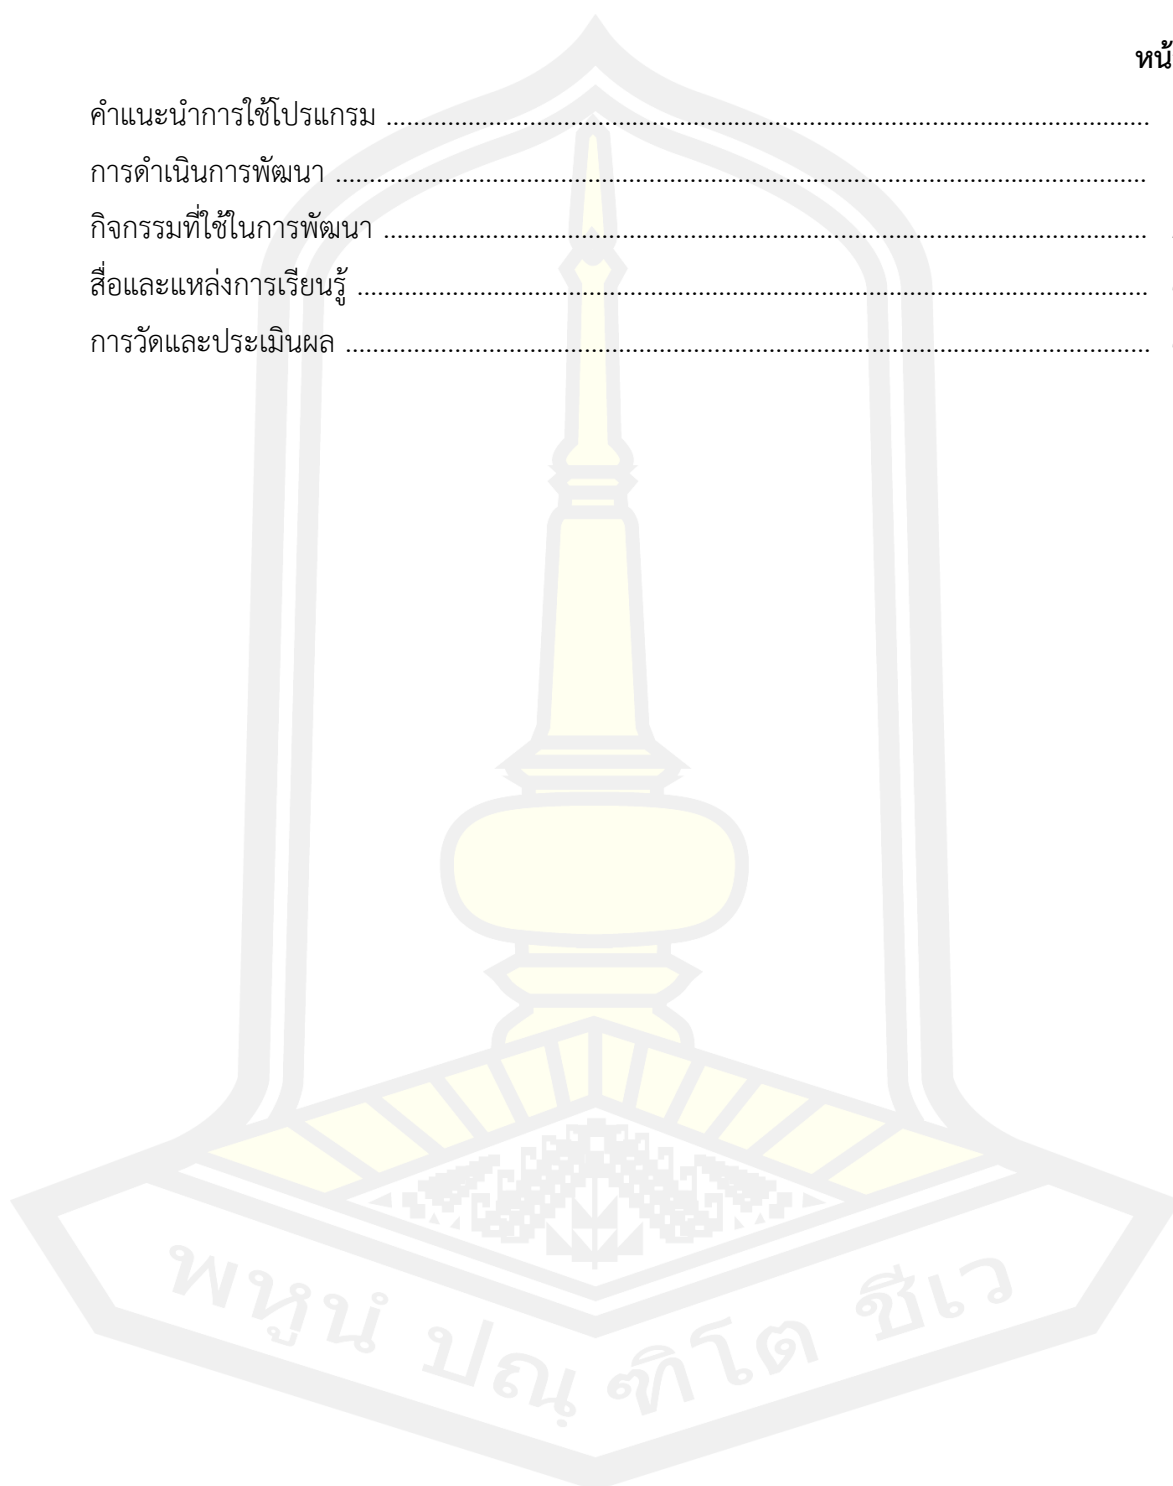 หน้
คำแนะนำการใช้โปรแกรม ................................................................
การดำเนินการพัฒนา ................................................................
กิจกรรมที่ใช้ในการพัฒนา ................................................................
สื่อและแหล่งการเรียนรู้ ................................................................
การวัดและประเมินผล ................................................................
พหูนํ ปณฺฑิโต ชีเว